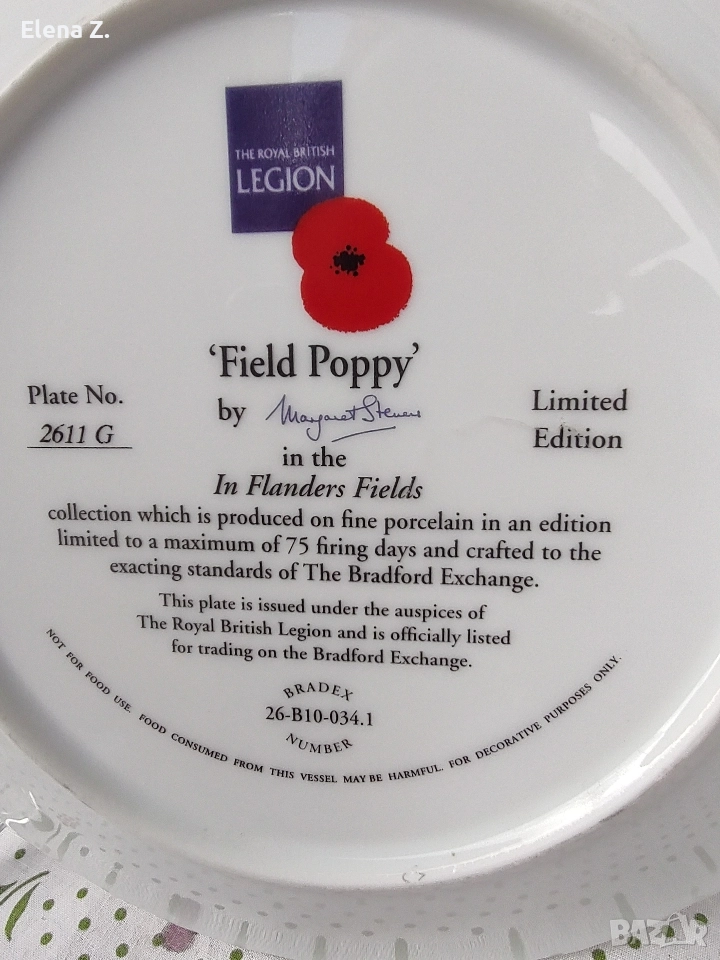 Elena Z.
THE ROYAL BRITISH
LEGION
'Field Poppy'
Plate No.
2611 G
by Margaret Stevens
Limited
Edition
in the
In Flanders Fields
collection which is produced on fine porcelain in an edition
limited to a maximum of 75 firing days and crafted to the
exacting standards of The Bradford Exchange.
This plate is issued under the auspices of
The Royal British Legion and is officially listed
for trading on the Bradford Exchange.
BRADEX
26-B10-034.1
NUMBER
NOT FOR FOOD USE. FOOD CONSUMED FROM THIS VESSEL MAY BE HARMFUL. FOR DECORATIVE PURPOSES ONLY.
BAZAR